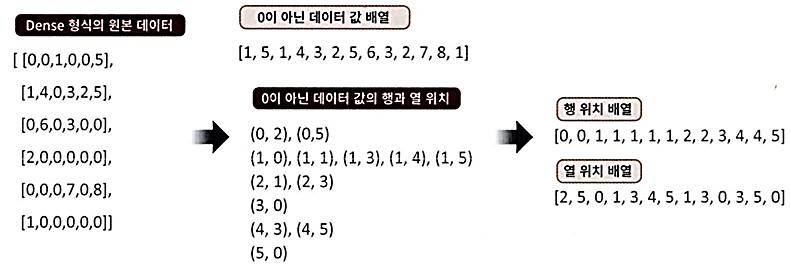 Dense 형식의 원본 데이터
[ [0,0,1,0,0,5],
[1,4,0,3,2,5],
[0,6,0,3,0,0],
[2,0,0,0,0,0],
[0,0,0,7,0,8],
[1,0,0,0,0,0]]
0이 아닌 데이터 값 배열
[1, 5, 1, 4, 3, 2, 5, 6, 3, 2, 7, 8, 1]
0이 아닌 데이터 값의 행과 열 위치
(0, 2), (0,5)
(1, 0), (1, 1), (1, 3), (1, 4), (1, 5)
(2, 1), (2, 3)
(3, 0)
(4, 3), (4, 5)
(5, 0)
행 위치 배열
[0, 0, 1, 1, 1, 1, 1, 2, 2, 3, 4, 4, 5]
열 위치 배열
[2, 5, 0, 1, 3, 4, 5, 1, 3, 0, 3, 5, 0]